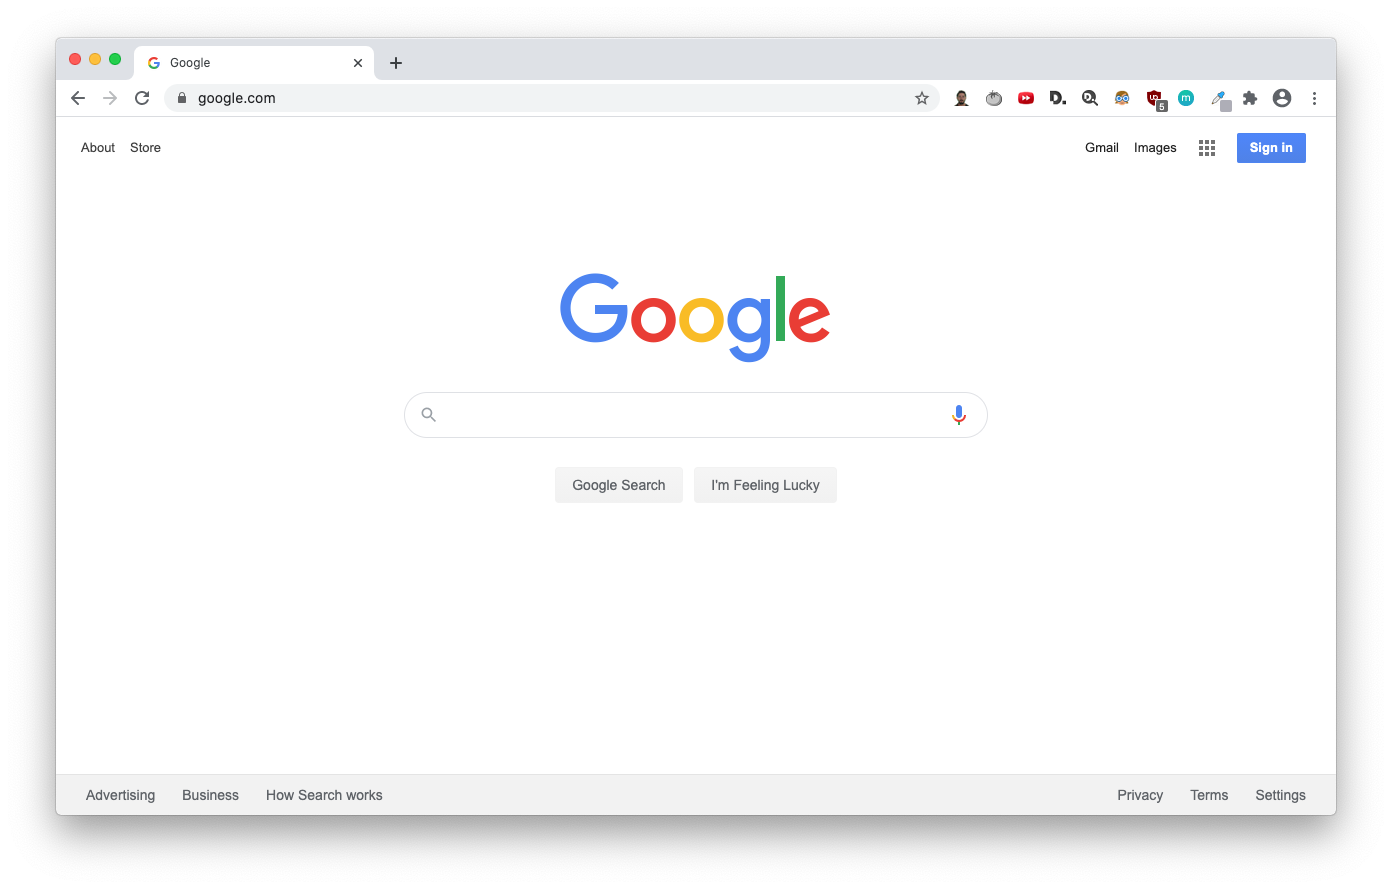 Google
google.com
D.
5
m
About Store Gmail Images Sign in
Google
Google Search I'm Feeling Lucky
Advertising Business How Search works Privacy Terms Settings